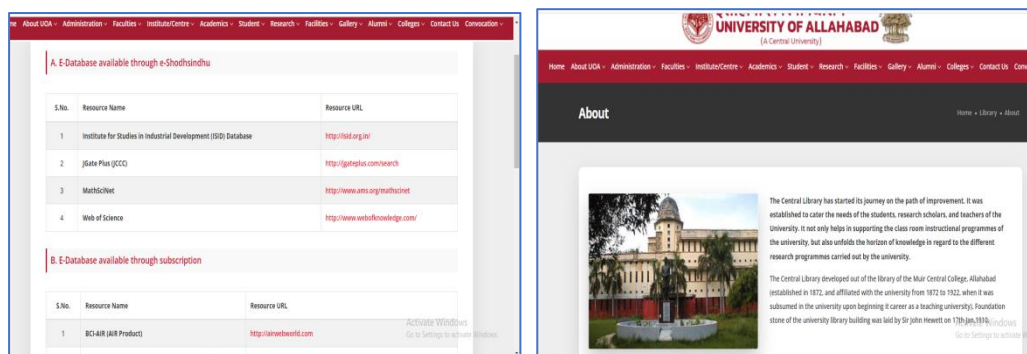 About UOA Administration Faculties Institute/Centre Academics Student Research Facilities Gallery Alumni Colleges Contact Us Convocation
A. E-Database available through e-Shodhsindhu
S.No. Resource Name Resource URL
1 Institute for Studies in Industrial Development (ISID) Database http://isid.org.in/
2 JGate Plus (JCCC) http://jgateplus.com/search
3 MathSciNet http://www.ams.org/mathscinet
4 Web of Science http://www.webofknowledge.com/
B. E-Database available through subscription
S.No. Resource Name Resource URL
1 BCI-AIR (AIR Product) http://airwebworld.com
Activate Windows
Go to Settings to activate Windows.
UNIVERSITY OF ALLAHABAD
(A Central University)
Home About UOA Administration Faculties Institute/Centre Academics Student Research Facilities Gallery Alumni Colleges Contact Us
About
Home Library About
The Central Library has started its journey on the path of improvement. It was
established to cater the needs of the students, research scholars, and teachers of the
University. It not only helps in supporting the class room instructional programmes of
the university, but also unfolds the horizon of knowledge in regard to the different
research programmes carried out by the university.
The Central Library developed out of the library of the Muir Central College, Allahabad
(established in 1872, and affiliated with the university from 1872 to 1922, when it was
subsumed in the university upon beginning it career as a teaching university). Foundation
stone of the university library building was laid by Sir John Hewett on 17th Jan, 1910.
Go to Settings to activate